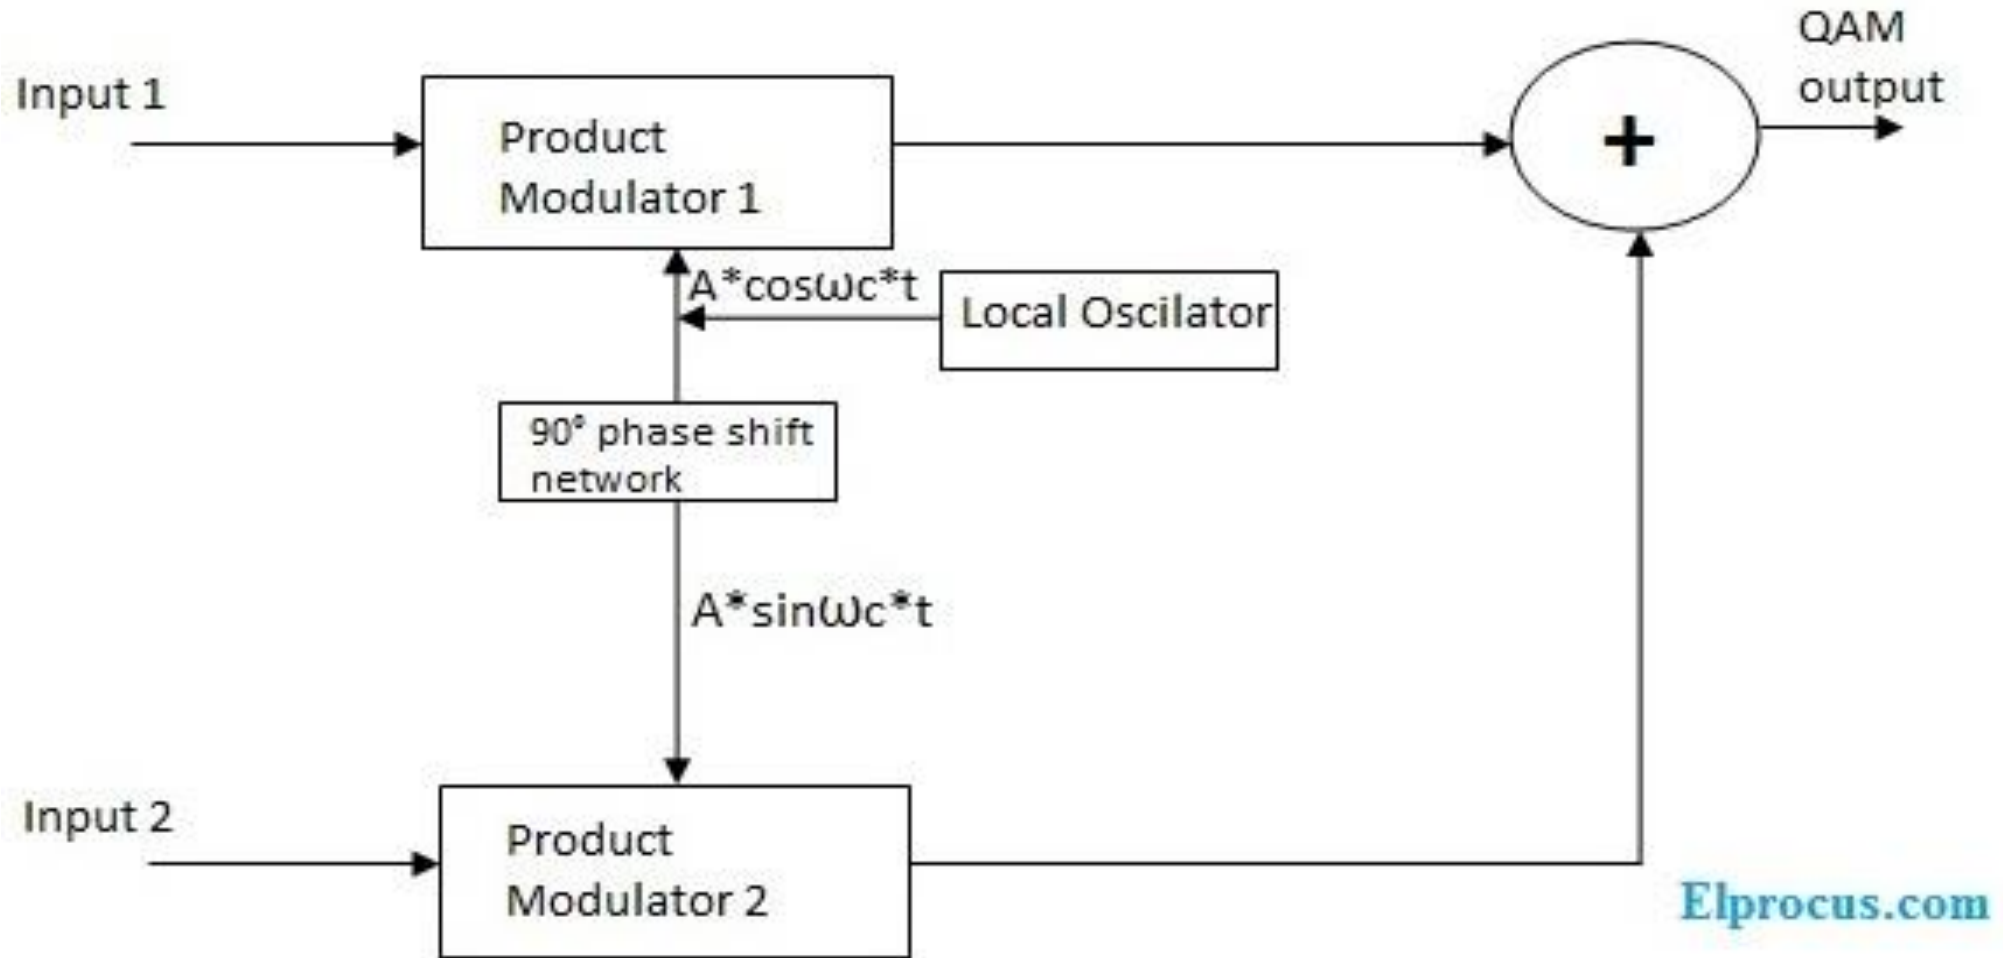 QAM
output
Input 1
Product
Modulator 1
+
A*cosωc*t
Local Oscilator
90° phase shift
network
A*sinωc*t
Input 2
Product
Modulator 2
Elprocus.com